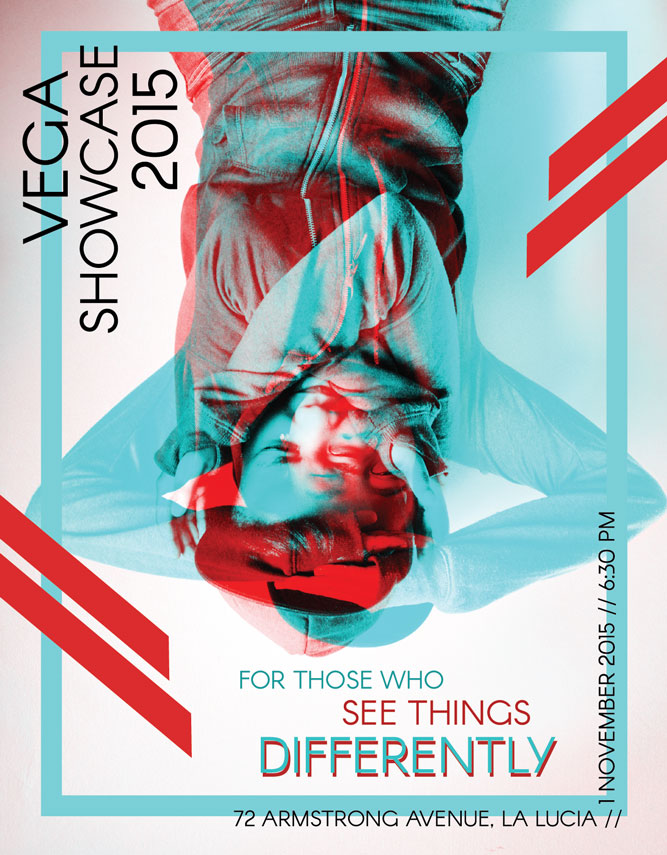 VEGA
SHOWCASE
2015
FOR THOSE WHO
SEE THINGS
DIFFERENTLY
72 ARMSTRONG AVENUE, LA LUCIA //
1 NOVEMBER 2015 // 6:30 PM